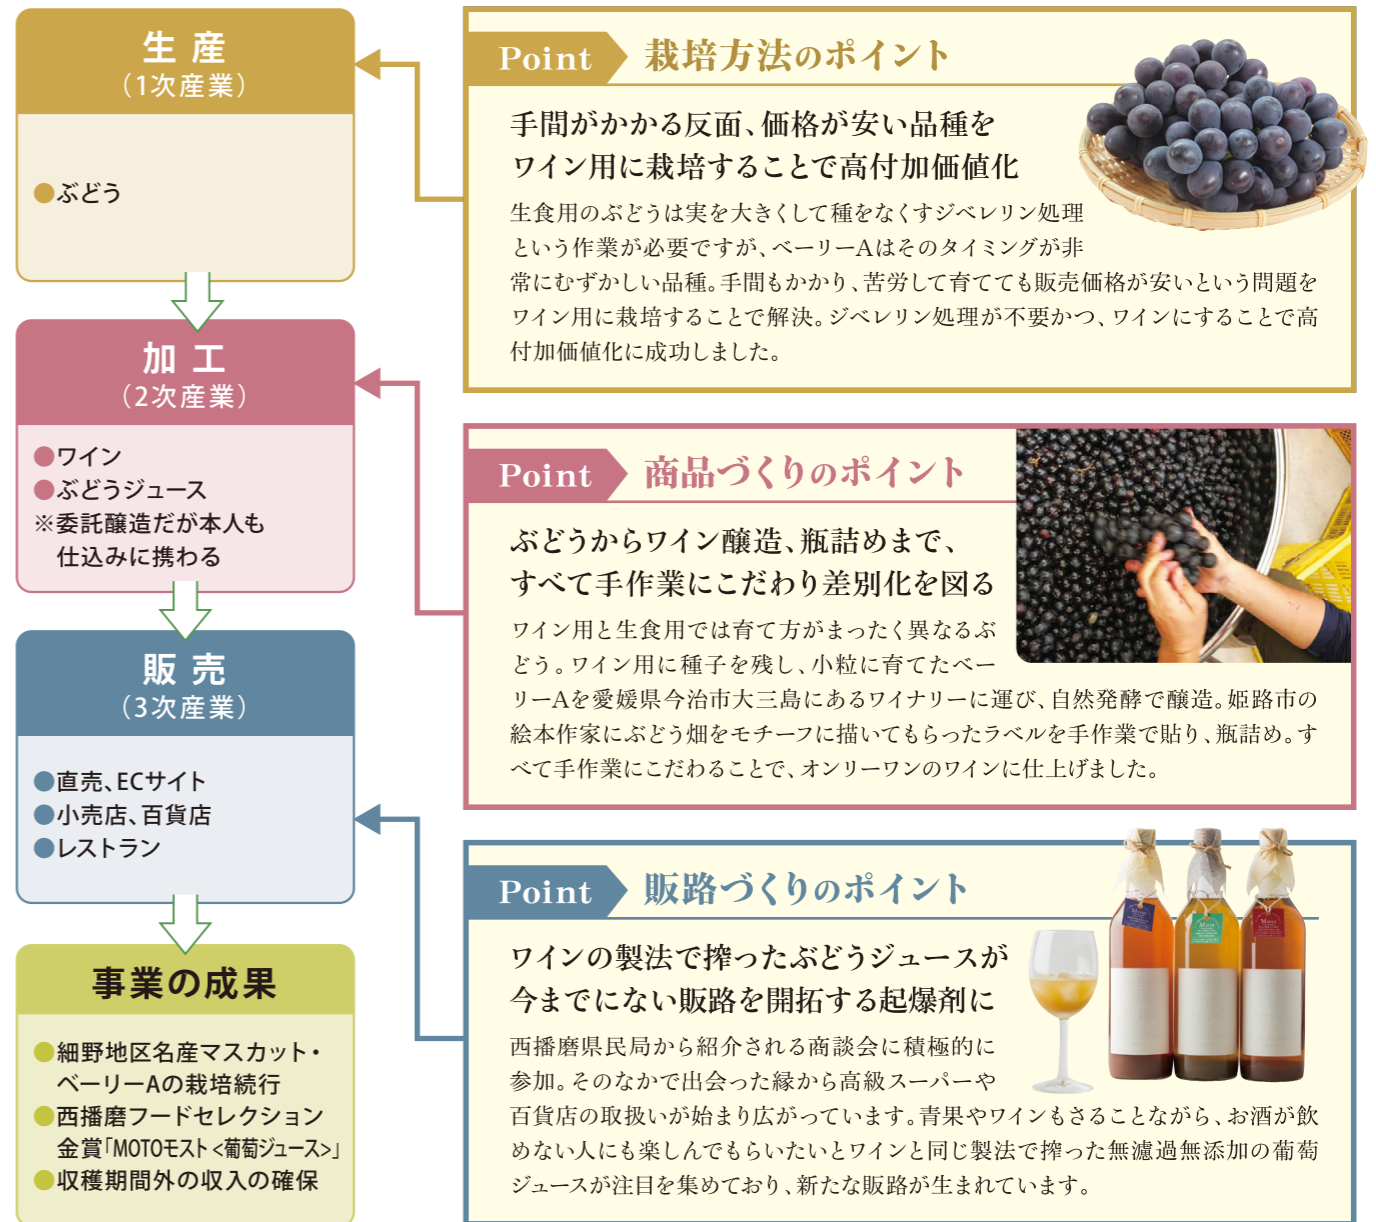 生 産
（1次産業）
●ぶどう
加 工
（2次産業）
●ワイン
●ぶどうジュース
※委託醸造だが本人も
仕込みに携わる
販 売
（3次産業）
●直売、ECサイト
●小売店、百貨店
●レストラン
事業の成果
●細野地区名産マスカット・
ベーリーAの栽培続行
●西播磨フードセレクション
金賞「MOTOモスト<葡萄ジュース>」
●収穫期間外の収入の確保
Point 栽培方法のポイント
手間がかかる反面、価格が安い品種を
ワイン用に栽培することで高付加価値化
生食用のぶどうは実を大きくして種をなくすジベレリン処理
という作業が必要ですが、ベーリーAはそのタイミングが非
常にむずかしい品種。手間もかかり、苦労して育てても販売価格が安いという問題を
ワイン用に栽培することで解決。ジベレリン処理が不要かつ、ワインにすることで高
付加価値化に成功しました。
Point 商品づくりのポイント
ぶどうからワイン醸造、瓶詰めまで、
すべて手作業にこだわり差別化を図る
ワイン用と生食用では育て方がまったく異なるぶ
どう。ワイン用に種子を残し、小粒に育てたベー
リーAを愛媛県今治市大三島にあるワイナリーに運び、自然発酵で醸造。姫路市の
絵本作家にぶどう畑をモチーフに描いてもらったラベルを手作業で貼り、瓶詰め。す
べて手作業にこだわることで、オンリーワンのワインに仕上げました。
Point 販路づくりのポイント
ワインの製法で搾ったぶどうジュースが
今までにない販路を開拓する起爆剤に
西播磨県民局から紹介される商談会に積極的に
参加。そのなかで出会った縁から高級スーパーや
百貨店の取扱いが始まり広がっています。青果やワインもさることながら、お酒が飲
めない人にも楽しんでもらいたいとワインと同じ製法で搾った無濾過無添加の葡萄
ジュースが注目を集めており、新たな販路が生まれています。